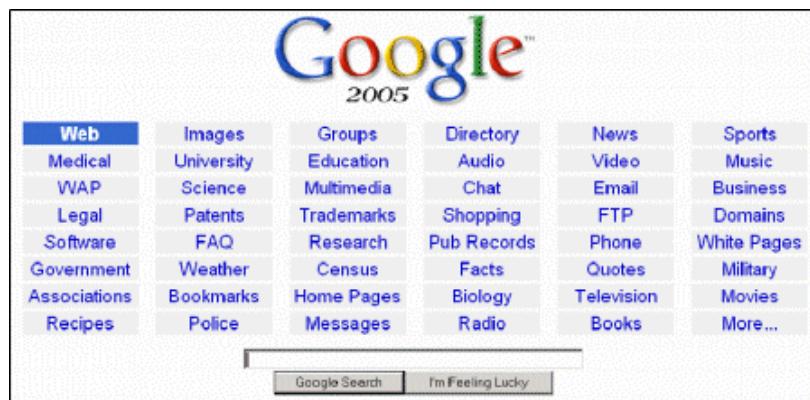 Google™
2005
Web Images Groups Directory News Sports
Medical University Education Audio Video Music
WAP Science Multimedia Chat Email Business
Legal Patents Trademarks Shopping FTP Domains
Software FAQ Research Pub Records Phone White Pages
Government Weather Census Facts Quotes Military
Associations Bookmarks Home Pages Biology Television Movies
Recipes Police Messages Radio Books More...
Google Search I'm Feeling Lucky